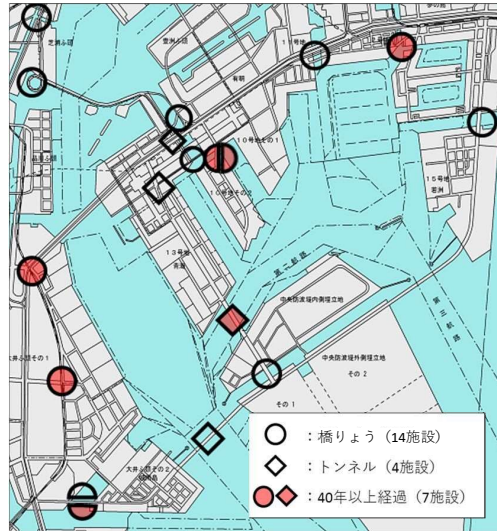 芝浦ふ頭
豊洲ふ頭
11号地
有明
10号地その1
10号地その2
品川ふ頭
13号地
青海
15号地
若洲
第一航路
第三航路
中央防波堤内側埋立地
中央防波堤外側埋立地
その2
その1
大井ふ頭その1
大井ふ頭その2
：橋りょう（14施設）
：トンネル（4施設）
：40年以上経過（7施設）